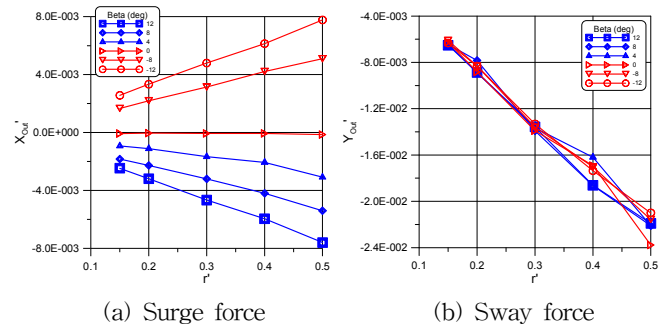 8.0E-003
4.0E-003
0.0E+000
-4.0E-003
-8.0E-003
X_Out'
0.1 0.2 0.3 0.4 0.5
r'
Beta (deg)
12
8
4
0
-8
-12
(a) Surge force
-4.0E-003
-8.0E-003
-1.2E-002
-1.6E-002
-2.0E-002
-2.4E-002
Y_Out'
0.1 0.2 0.3 0.4 0.5
r'
Beta (deg)
12
8
4
0
-8
-12
(b) Sway force